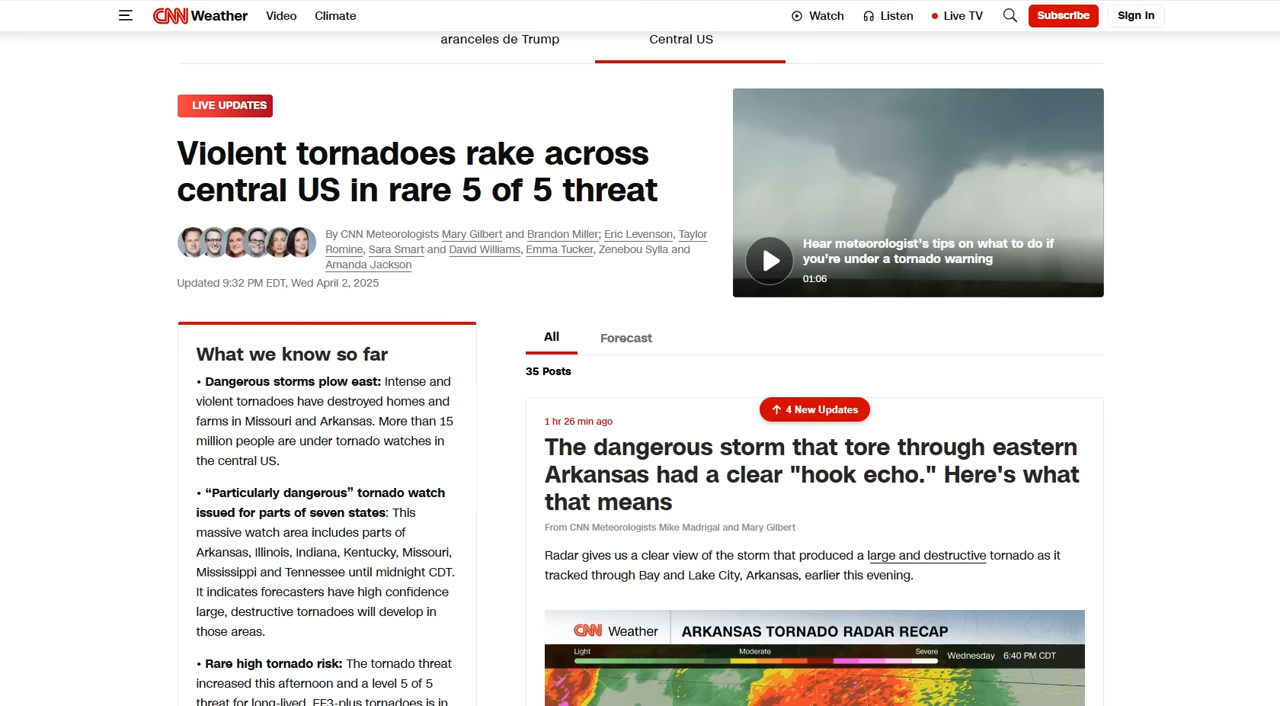 CNN Weather
Video
Climate
Watch
Listen
Live TV
Subscribe
Sign in
aranceles de Trump
Central US
LIVE UPDATES
Violent tornadoes rake across
central US in rare 5 of 5 threat
By CNN Meteorologists Mary Gilbert and Brandon Miller; Eric Levenson, Taylor
Romine, Sara Smart and David Williams, Emma Tucker, Zenebou Sylla and
Amanda Jackson
Updated 9:32 PM EDT, Wed April 2, 2025
Hear meteorologist's tips on what to do if
you're under a tornado warning
01:06
What we know so far
• Dangerous storms plow east: Intense and
violent tornadoes have destroyed homes and
farms in Missouri and Arkansas. More than 15
million people are under tornado watches in
the central US.
• “Particularly dangerous” tornado watch
issued for parts of seven states: This
massive watch area includes parts of
Arkansas, Illinois, Indiana, Kentucky, Missouri,
Mississippi and Tennessee until midnight CDT.
It indicates forecasters have high confidence
large, destructive tornadoes will develop in
those areas.
• Rare high tornado risk: The tornado threat
increased this afternoon and a level 5 of 5
threat for long-lived, EF3-plus tornadoes is in
All
Forecast
35 Posts
4 New Updates
1 hr 26 min ago
The dangerous storm that tore through eastern
Arkansas had a clear "hook echo." Here's what
that means
From CNN Meteorologists Mike Madrigal and Mary Gilbert
Radar gives us a clear view of the storm that produced a large and destructive tornado as it
tracked through Bay and Lake City, Arkansas, earlier this evening.
CNN Weather
ARKANSAS TORNADO RADAR RECAP
Light
Moderate
Severe
Wednesday 6:40 PM CDT